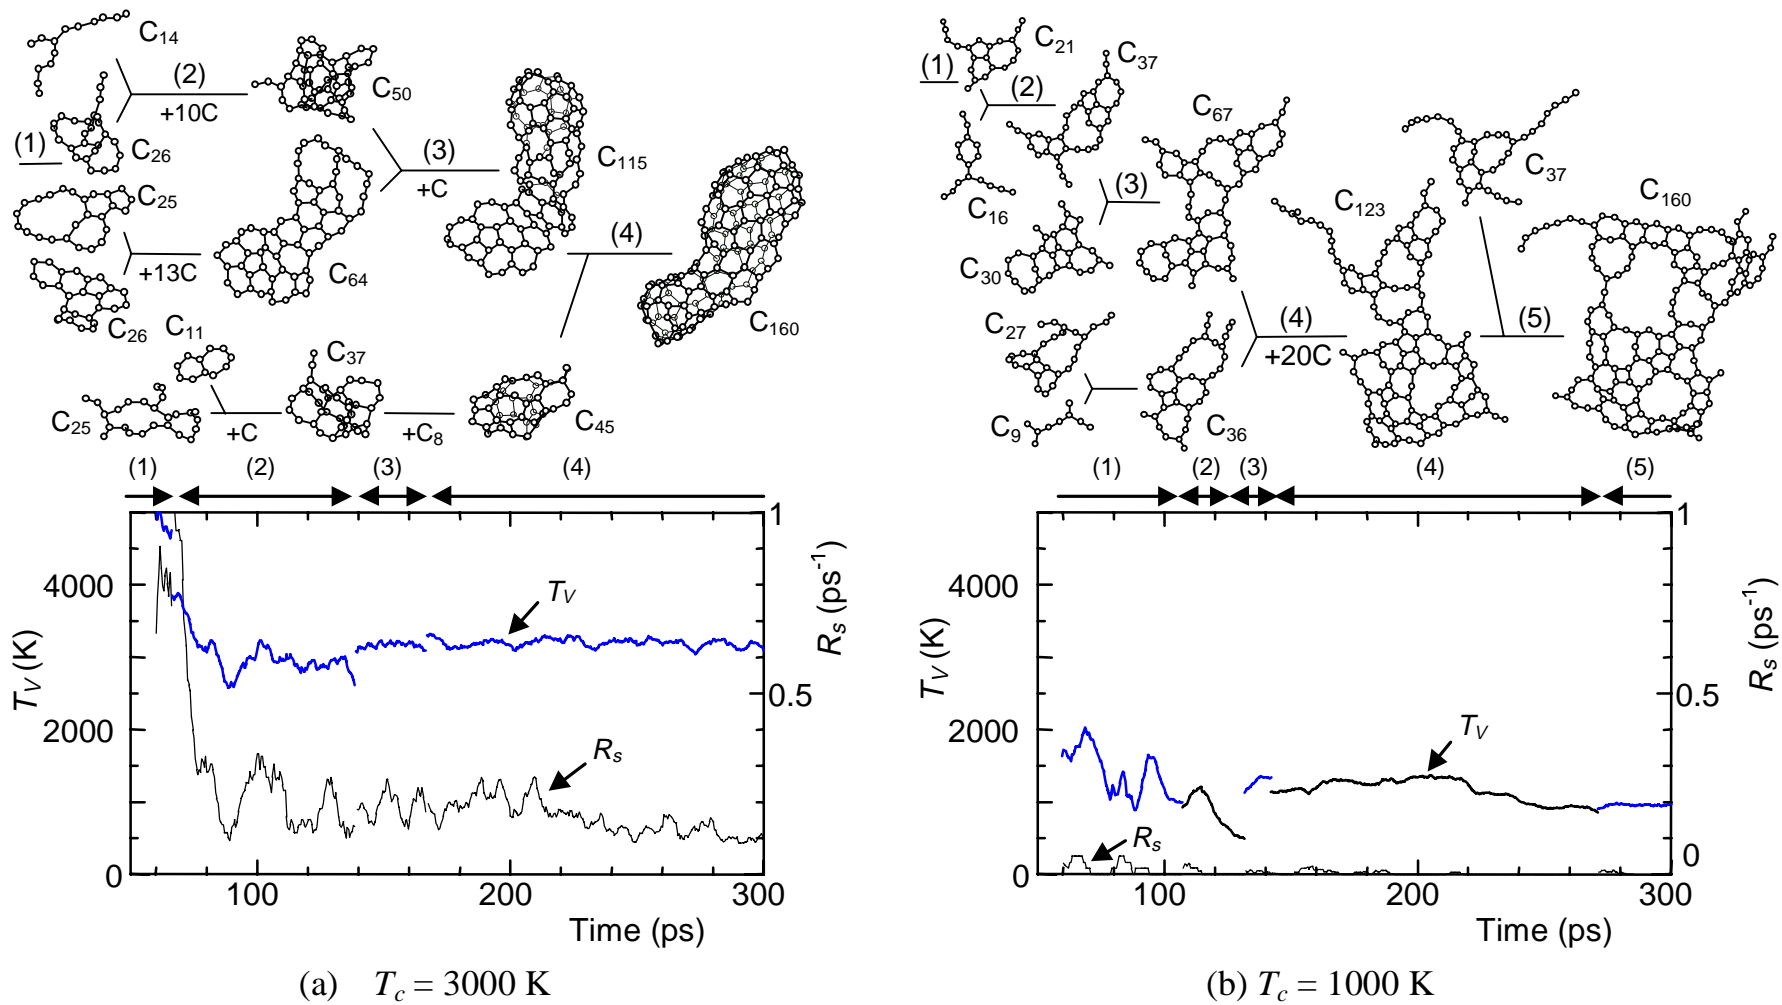 C14
(2)
+10C
C50
(1)
C26
C25
(3)
+C
C115
+13C
C64
(4)
C26
C11
C160
C37
C25
+C
+C8
C45
(1)
(2)
(3)
(4)
TV (K)
4000
2000
0
100
200
300
Time (ps)
1
0.5
Rs (ps-1)
TV
Rs
(a) Tc = 3000 K
C21
(1)
(2)
C37
C67
C16
(3)
C37
C30
C123
C160
C27
(4)
+20C
(5)
C9
C36
(1)
(2)
(3)
(4)
(5)
TV (K)
4000
2000
0
100
200
300
Time (ps)
1
0.5
0
Rs (ps-1)
TV
Rs
(b) Tc = 1000 K